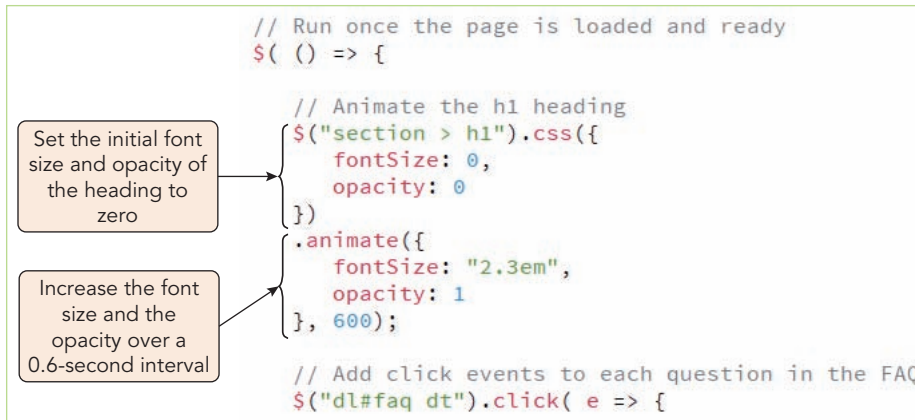 // Run once the page is loaded and ready
$( () => {
// Animate the h1 heading
$("section > h1").css({
fontSize: 0,
opacity: 0
})
.animate({
fontSize: "2.3em",
opacity: 1
}, 600);
// Add click events to each question in the FAQ
$("dl#faq dt").click( e => {
Set the initial font
size and opacity of
the heading to
zero
Increase the font
size and the
opacity over a
0.6-second interval